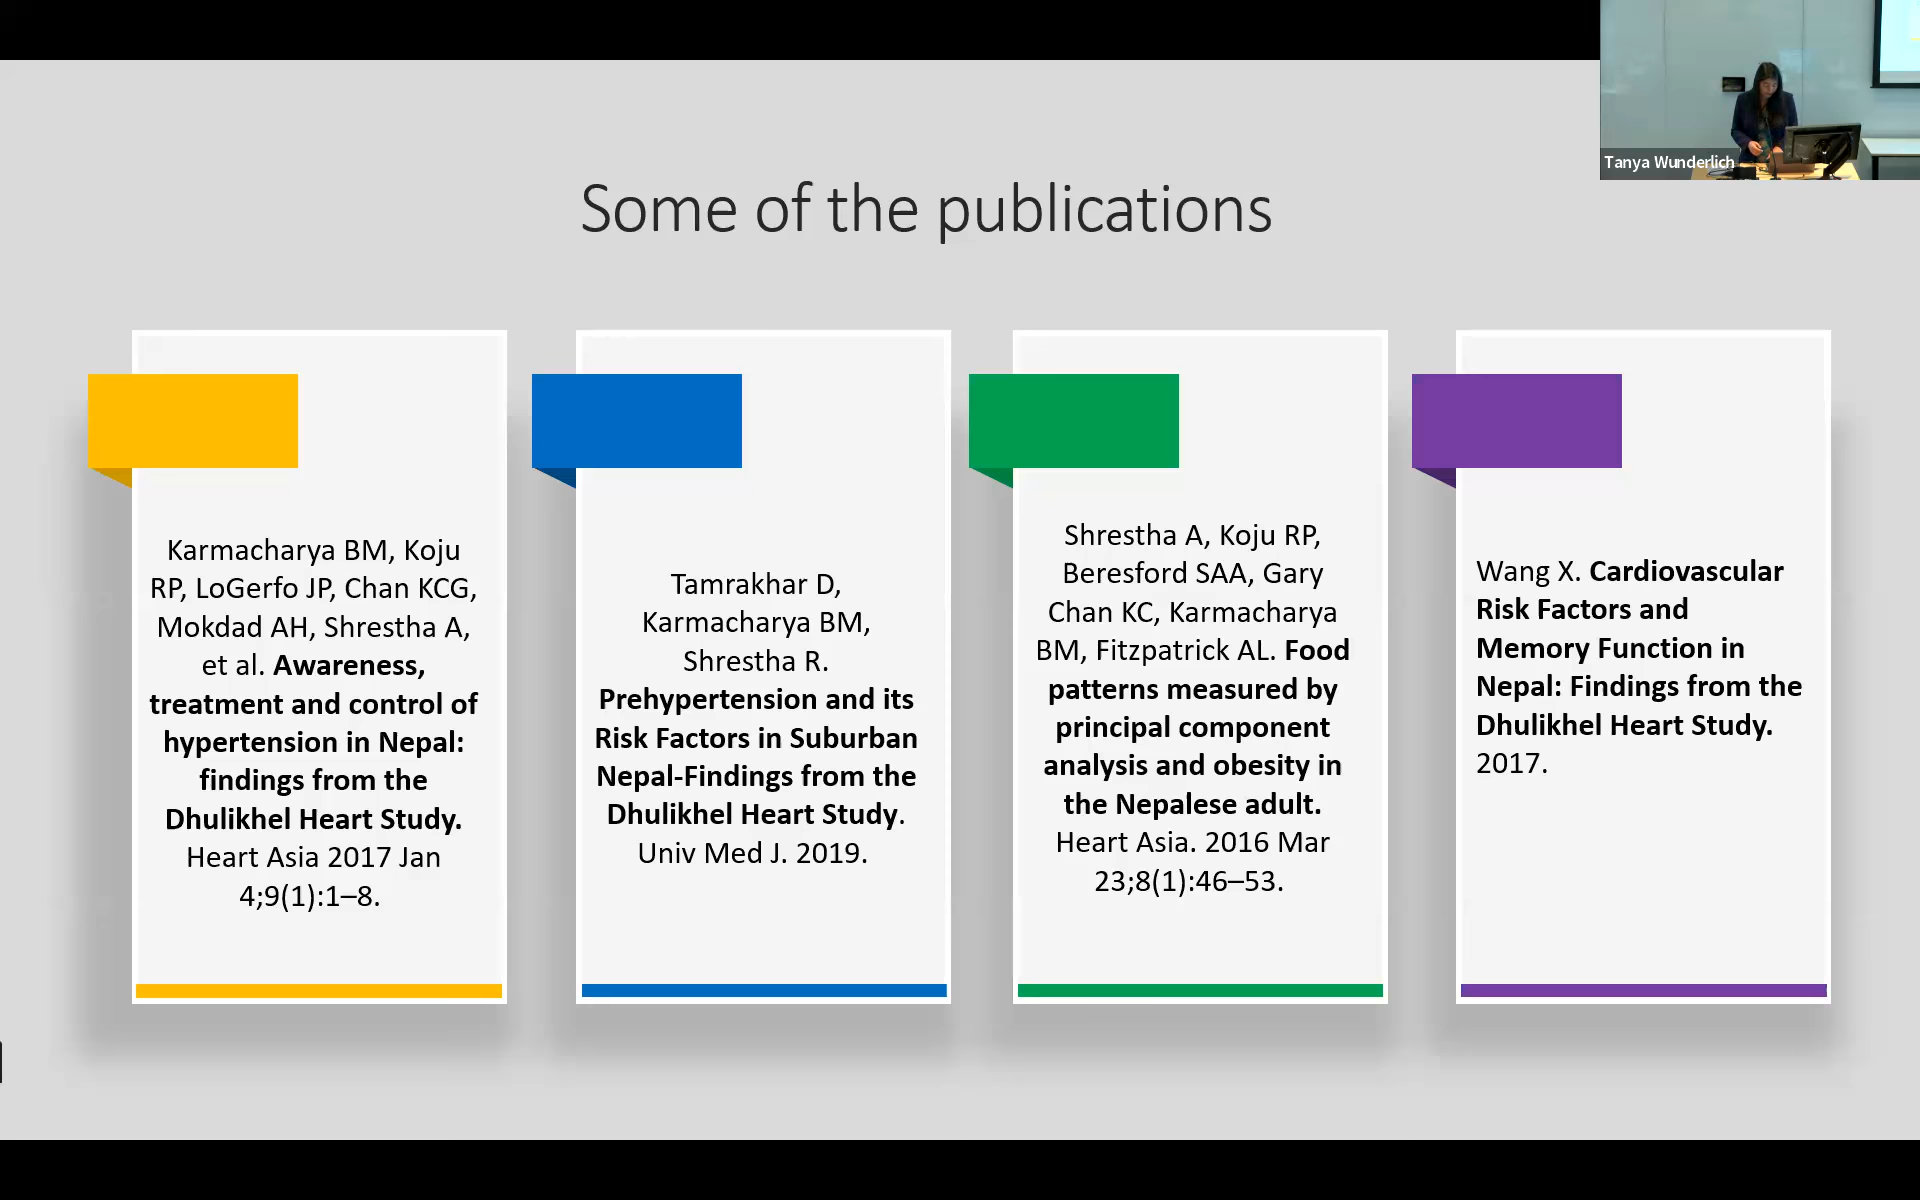 Tanya Wunderlich
Some of the publications
Karmacharya BM, Koju
RP, LoGerfo JP, Chan KCG,
Mokdad AH, Shrestha A,
et al. Awareness,
treatment and control of
hypertension in Nepal:
findings from the
Dhulikhel Heart Study.
Heart Asia 2017 Jan
4;9(1):1–8.
Tamrakhar D,
Karmacharya BM,
Shrestha R.
Prehypertension and its
Risk Factors in Suburban
Nepal-Findings from the
Dhulikhel Heart Study.
Univ Med J. 2019.
Shrestha A, Koju RP,
Beresford SAA, Gary
Chan KC, Karmacharya
BM, Fitzpatrick AL. Food
patterns measured by
principal component
analysis and obesity in
the Nepalese adult.
Heart Asia. 2016 Mar
23;8(1):46–53.
Wang X. Cardiovascular
Risk Factors and
Memory Function in
Nepal: Findings from the
Dhulikhel Heart Study.
2017.